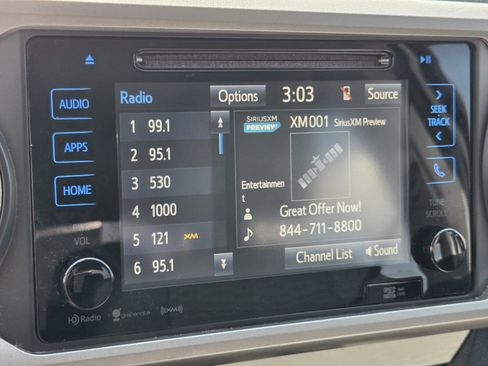 AUDIO
APPS
HOME
PWR
VOL
Radio
Options
3:03
Source
1 99.1
2 95.1
3 530
4 1000
5 121 XM
6 95.1
SIRIUSXM
PREVIEW
XM001 SiriusXM Preview
Entertainmen
t
Great Offer Now!
844-711-8800
Channel List
Sound
SEEK
TRACK
TUNE
SCROLL
HD Radio
gracenote
((XM))